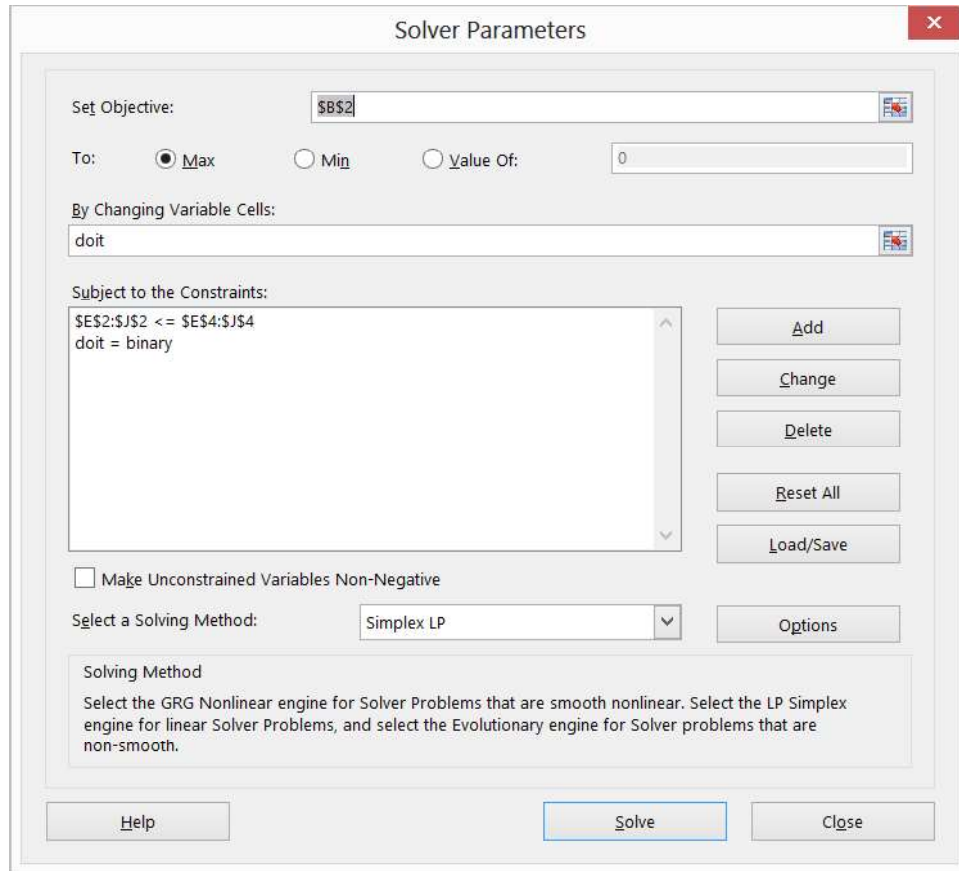 Solver Parameters
Set Objective:
$B$2
To:
Max
Min
Value Of:
0
By Changing Variable Cells:
doit
Subject to the Constraints:
$E$2:$J$2 <= $E$4:$J$4
doit = binary
Add
Change
Delete
Reset All
Load/Save
Make Unconstrained Variables Non-Negative
Select a Solving Method:
Simplex LP
Options
Solving Method
Select the GRG Nonlinear engine for Solver Problems that are smooth nonlinear. Select the LP Simplex
engine for linear Solver Problems, and select the Evolutionary engine for Solver problems that are
non-smooth.
Help
Solve
Close